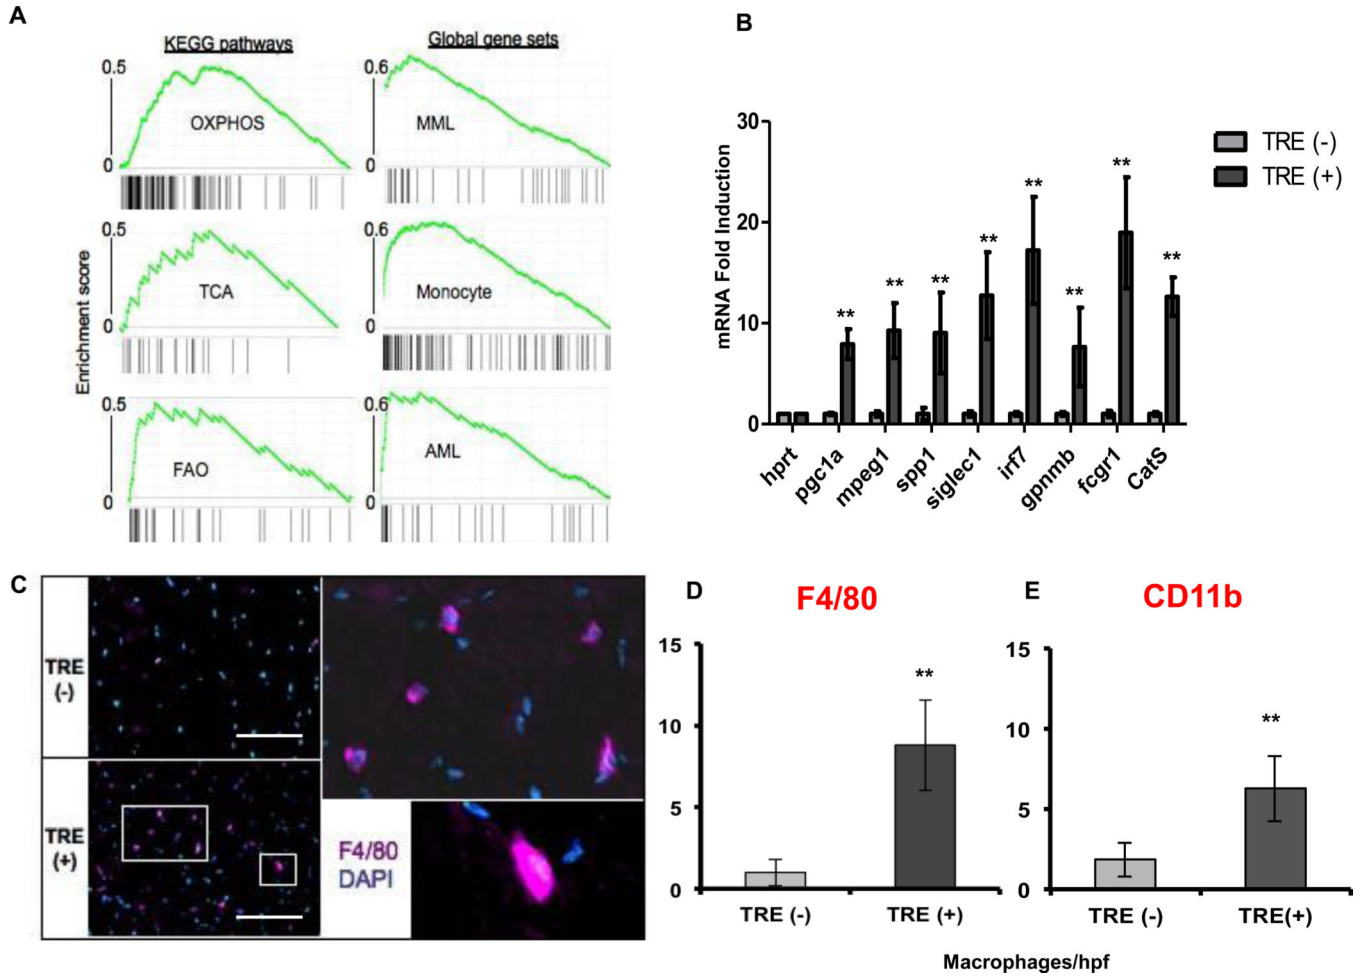 A
KEGG pathways
Global gene sets
0.5
OXPHOS
0
0.6
MML
0
0.5
TCA
0
0.6
Monocyte
0
0.5
FAO
0
0.6
AML
0
Enrichment score
B
mRNA Fold Induction
30
20
10
0
TRE (-)
TRE (+)
**
**
**
**
**
**
**
**
hprt
pgc1a
mpeg1
spp1
siglec1
irf7
gpnmb
fcgr1
CatS
C
TRE
(-)
TRE
(+)
F4/80
DAPI
D
F4/80
15
10
5
0
**
TRE (-)
TRE (+)
E
CD11b
15
10
5
0
**
TRE (-)
TRE(+)
Macrophages/hpf